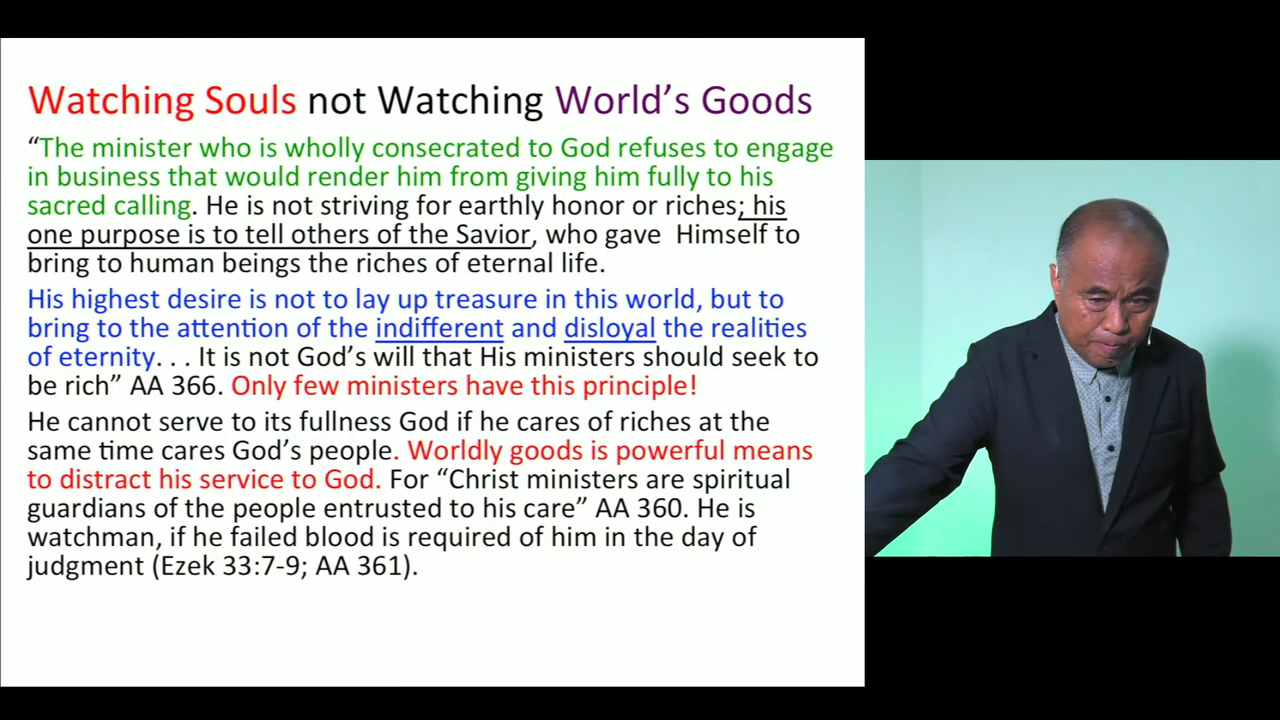 Watching Souls not Watching World's Goods
“The minister who is wholly consecrated to God refuses to engage
in business that would render him from giving him fully to his
sacred calling. He is not striving for earthly honor or riches; his
one purpose is to tell others of the Savior, who gave Himself to
bring to human beings the riches of eternal life.
His highest desire is not to lay up treasure in this world, but to
bring to the attention of the indifferent and disloyal the realities
of eternity. . . It is not God’s will that His ministers should seek to
be rich” AA 366. Only few ministers have this principle!
He cannot serve to its fullness God if he cares of riches at the
same time cares God’s people. Worldly goods is powerful means
to distract his service to God. For “Christ ministers are spiritual
guardians of the people entrusted to his care” AA 360. He is
watchman, if he failed blood is required of him in the day of
judgment (Ezek 33:7-9; AA 361).